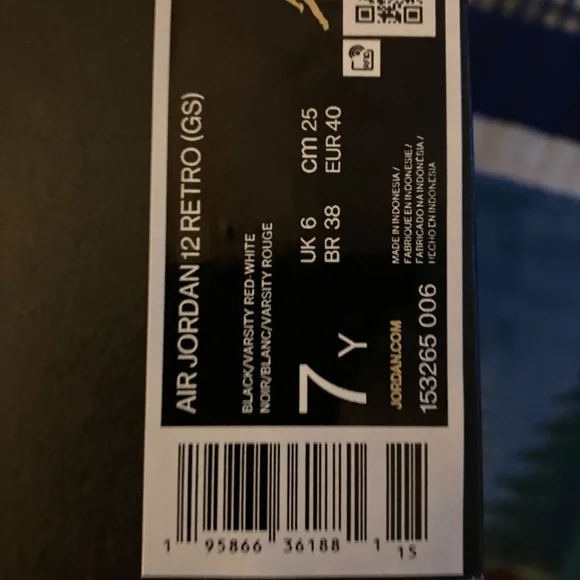 AIR JORDAN 12 RETRO (GS)
BLACK/VARSITY RED-WHITE
NOIR/BLANC/VARSITY ROUGE
7 Y
UK 6 cm 25
BR 38 EUR 40
JORDAN.COM
153265 006
MADE IN INDONESIA /
FABRIQUE EN INDONESIE /
FABRICADO NA INDONÉSIA /
HECHO EN INDONESIA
RFID
1 95866 36188 1
15